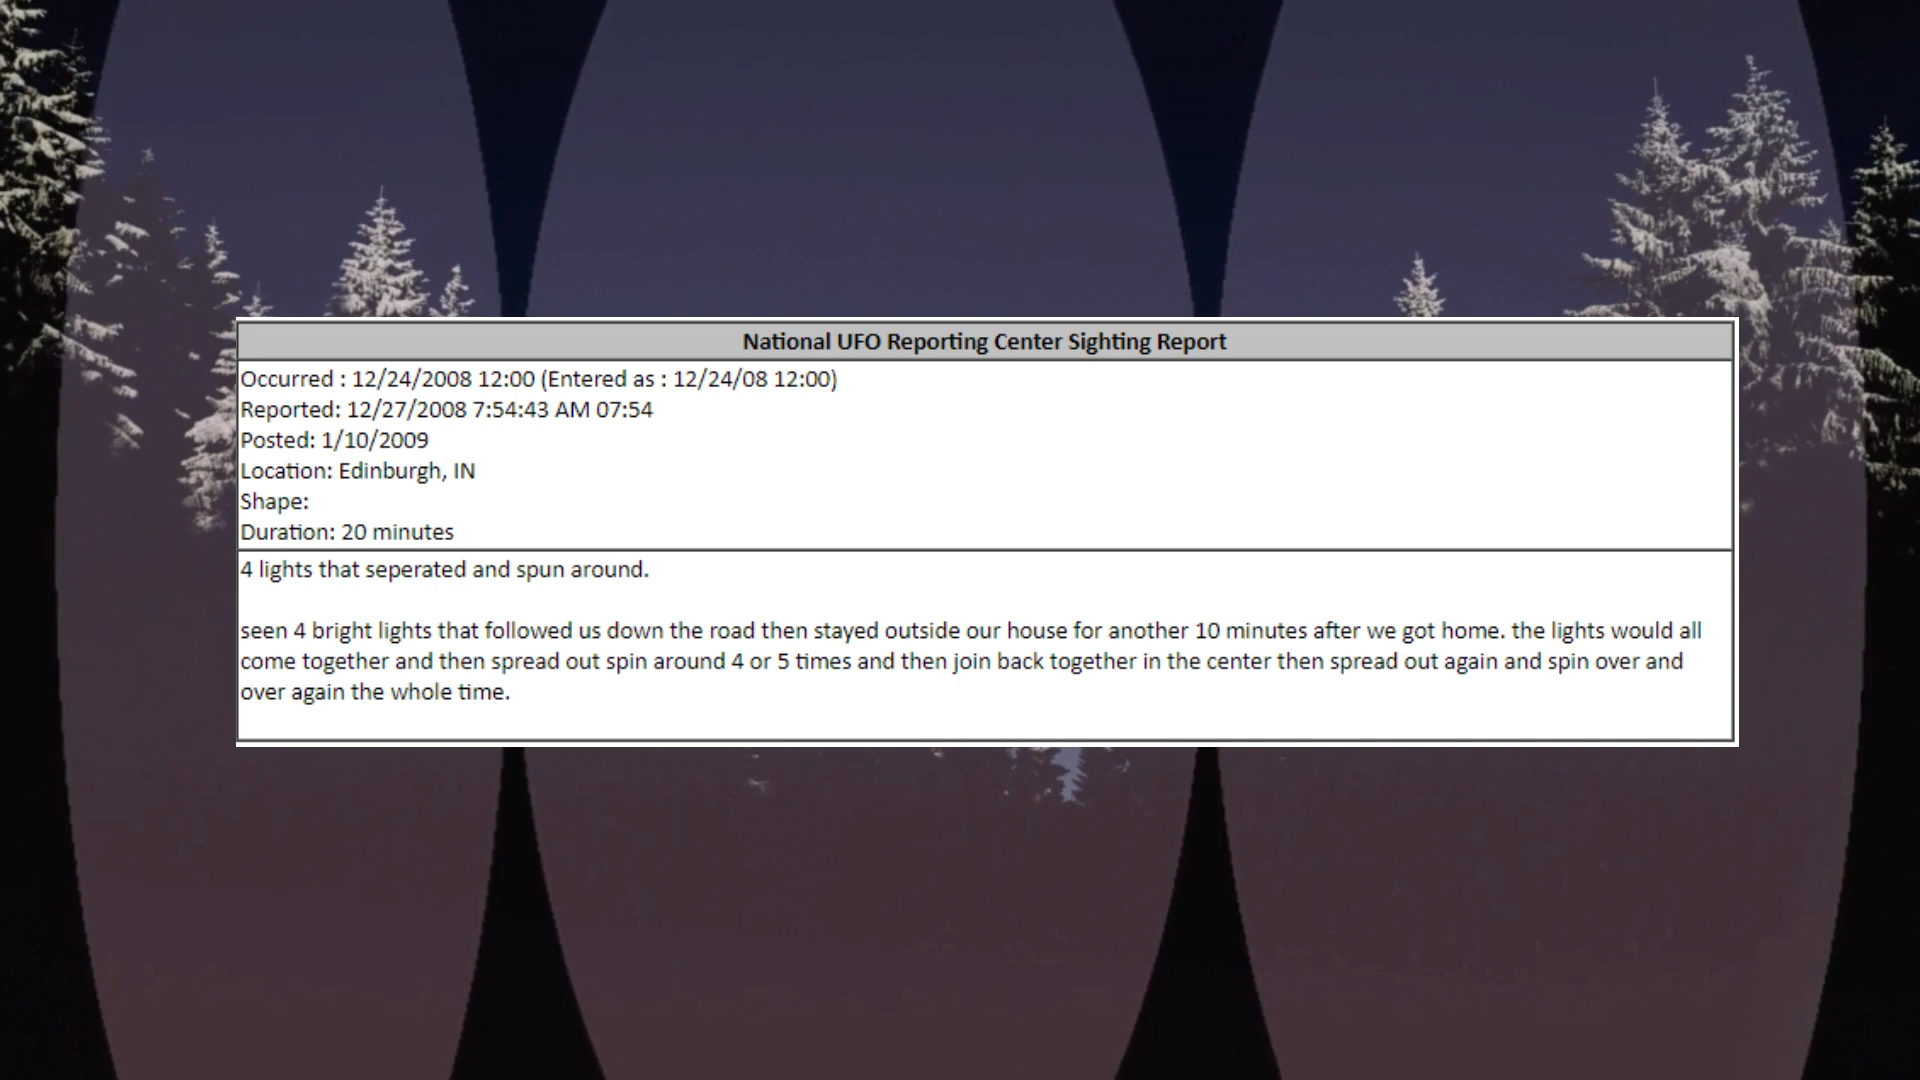 National UFO Reporting Center Sighting Report
Occurred : 12/24/2008 12:00 (Entered as : 12/24/08 12:00)
Reported: 12/27/2008 7:54:43 AM 07:54
Posted: 1/10/2009
Location: Edinburgh, IN
Shape:
Duration: 20 minutes
4 lights that seperated and spun around.
seen 4 bright lights that followed us down the road then stayed outside our house for another 10 minutes after we got home. the lights would all
come together and then spread out spin around 4 or 5 times and then join back together in the center then spread out again and spin over and
over again the whole time.